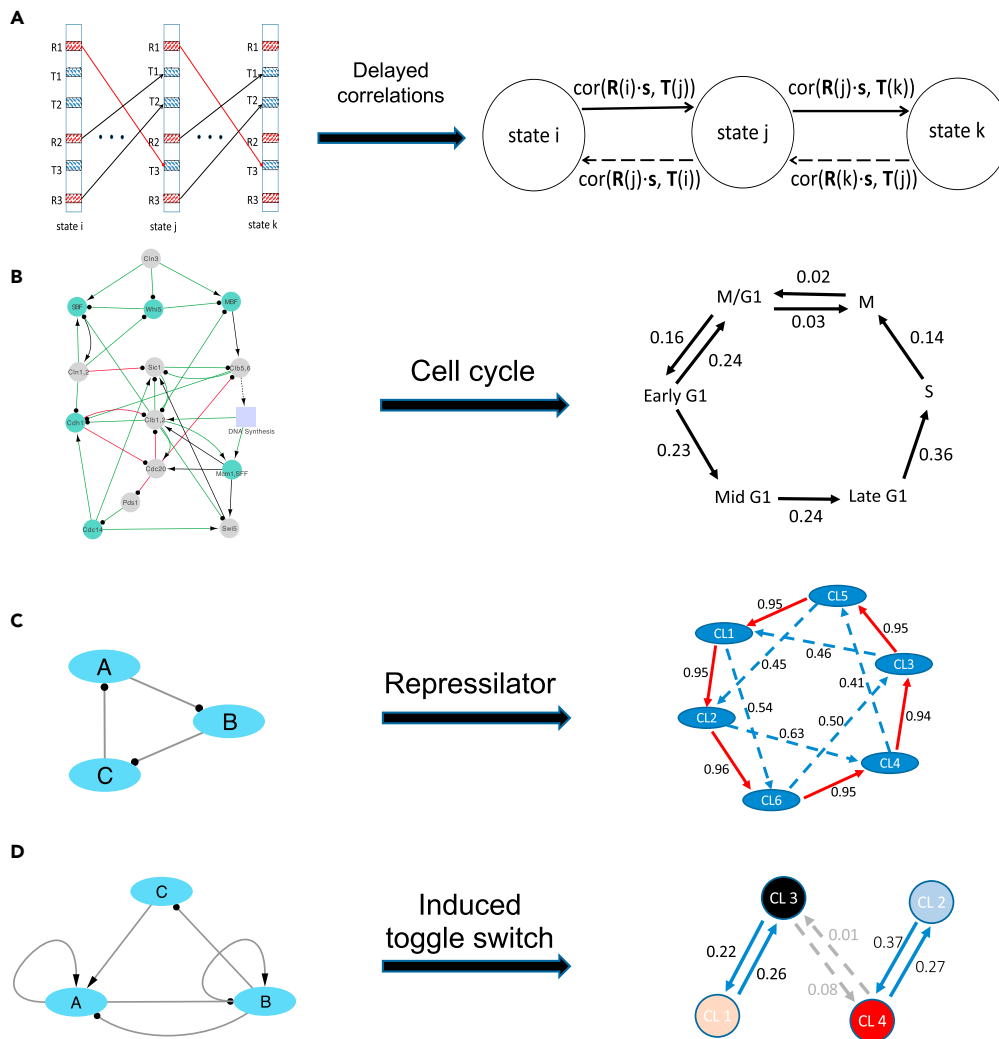 A
R1
T1
T2
R2
T3
R3
state i
R1
T1
T2
R2
T3
R3
state j
R1
T1
T2
R2
T3
R3
state k
Delayed
correlations
cor(R(i)·s, T(j))
cor(R(j)·s, T(k))
state i
state j
state k
cor(R(j)·s, T(i))
cor(R(k)·s, T(j))
B
Cln3
SBF
Whi5
MBF
Cln1,2
Sic1
Clb5,6
Cdh1
Clb1,2
DNA Synthesis
Cdc20
Mcm1,SFF
Pds1
Cdc14
Swi5
Cell cycle
0.02
M/G1
M
0.03
0.16
0.24
0.14
Early G1
S
0.23
0.36
Mid G1
Late G1
0.24
C
A
B
C
Repressilator
CL5
0.95
CL1
0.95
0.46
CL3
0.45
0.95
0.41
0.54
0.50
0.94
CL2
0.63
CL4
0.96
0.95
CL6
D
C
A
B
Induced
toggle switch
CL 3
CL 2
0.01
0.37
0.22
0.26
0.27
0.08
CL 1
CL 4